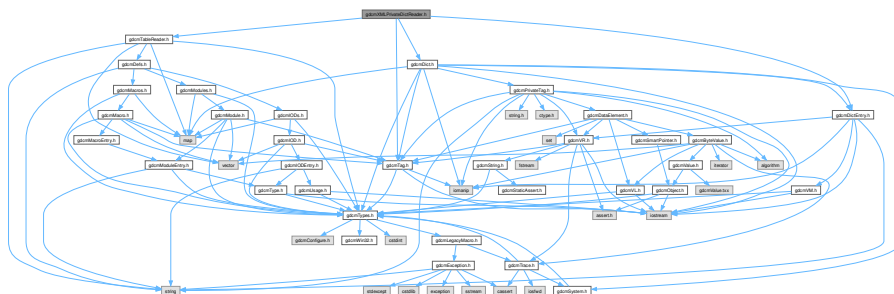 gdcmXMLPrivateDictReader.h
gdcmTableReader.h
gdcmDefs.h
gdcmDict.h
gdcmMacros.h
gdcmModules.h
gdcmPrivateTag.h
gdcmMacro.h
gdcmModule.h
gdcmIODs.h
string.h
ctype.h
gdcmDataElement.h
gdcmDictEntry.h
gdcmMacroEntry.h
map
gdcmIOD.h
set
gdcmVR.h
gdcmSmartPointer.h
gdcmByteValue.h
gdcmModuleEntry.h
vector
gdcmIODEntry.h
gdcmTag.h
gdcmString.h
fstream
gdcmValue.h
iterator
algorithm
gdcmType.h
gdcmUsage.h
iomanip
gdcmStaticAssert.h
gdcmVL.h
gdcmObject.h
gdcmValue.txx
gdcmVM.h
gdcmTypes.h
assert.h
iostream
gdcmConfigure.h
gdcmWin32.h
cstdint
gdcmLegacyMacro.h
gdcmException.h
gdcmTrace.h
string
stdexcept
cstdlib
exception
sstream
cassert
iosfwd
gdcmSystem.h